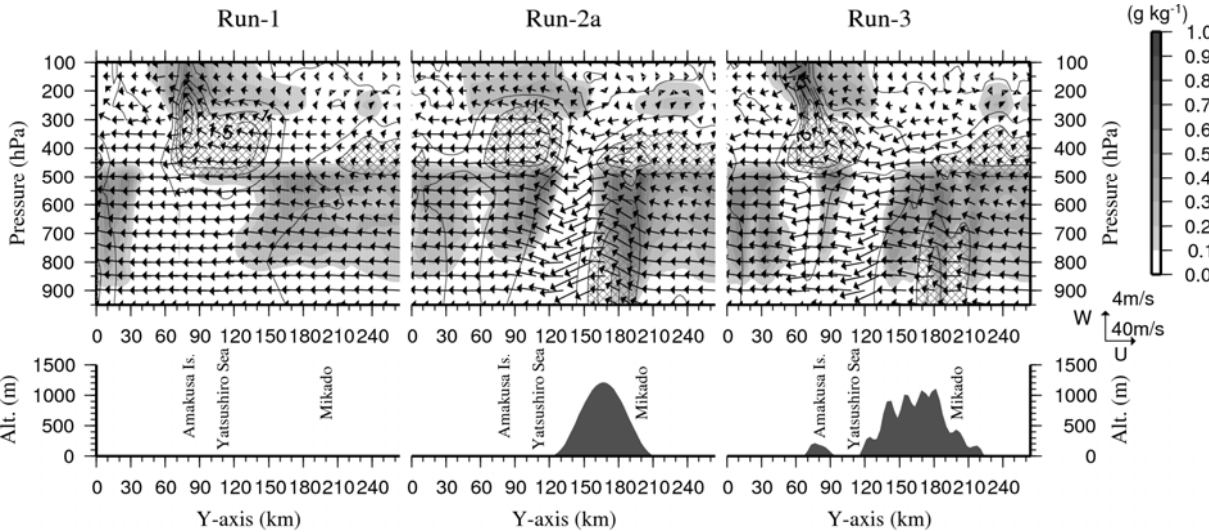 Run-1 Run-2a Run-3
(g kg-1)
100 100 1.0
200 200 0.9
300 300 0.8
400 400 0.7
500 500 0.6
600 600 0.5
700 700 0.4
800 800 0.3
900 900 0.2
0.1
0.0
Pressure (hPa) Pressure (hPa)
0 30 60 90 120 150 180 210 240 0 30 60 90 120 150 180 210 240 0 30 60 90 120 150 180 210 240
W 4m/s
40m/s
U
1500 1500
1000 1000
500 500
0 0
Alt. (m) Alt. (m)
Amakusa Is. Yatsushiro Sea Mikado Amakusa Is. Yatsushiro Sea Mikado Amakusa Is. Yatsushiro Sea Mikado
0 30 60 90 120 150 180 210 240 0 30 60 90 120 150 180 210 240 0 30 60 90 120 150 180 210 240
Y-axis (km) Y-axis (km) Y-axis (km)